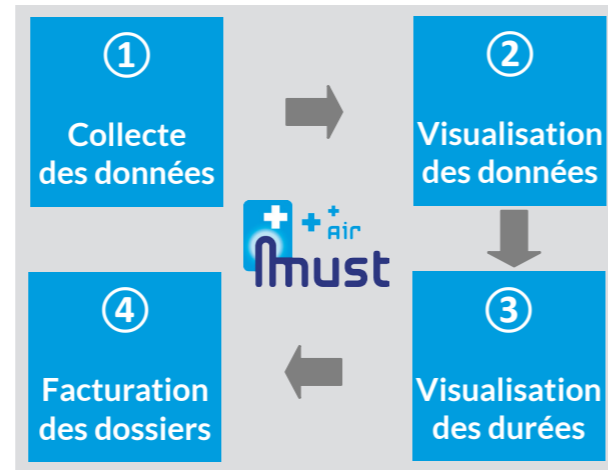 ①
Collecte
des données
②
Visualisation
des données
+ + Air
must
④
Facturation
des dossiers
③
Visualisation
des durées